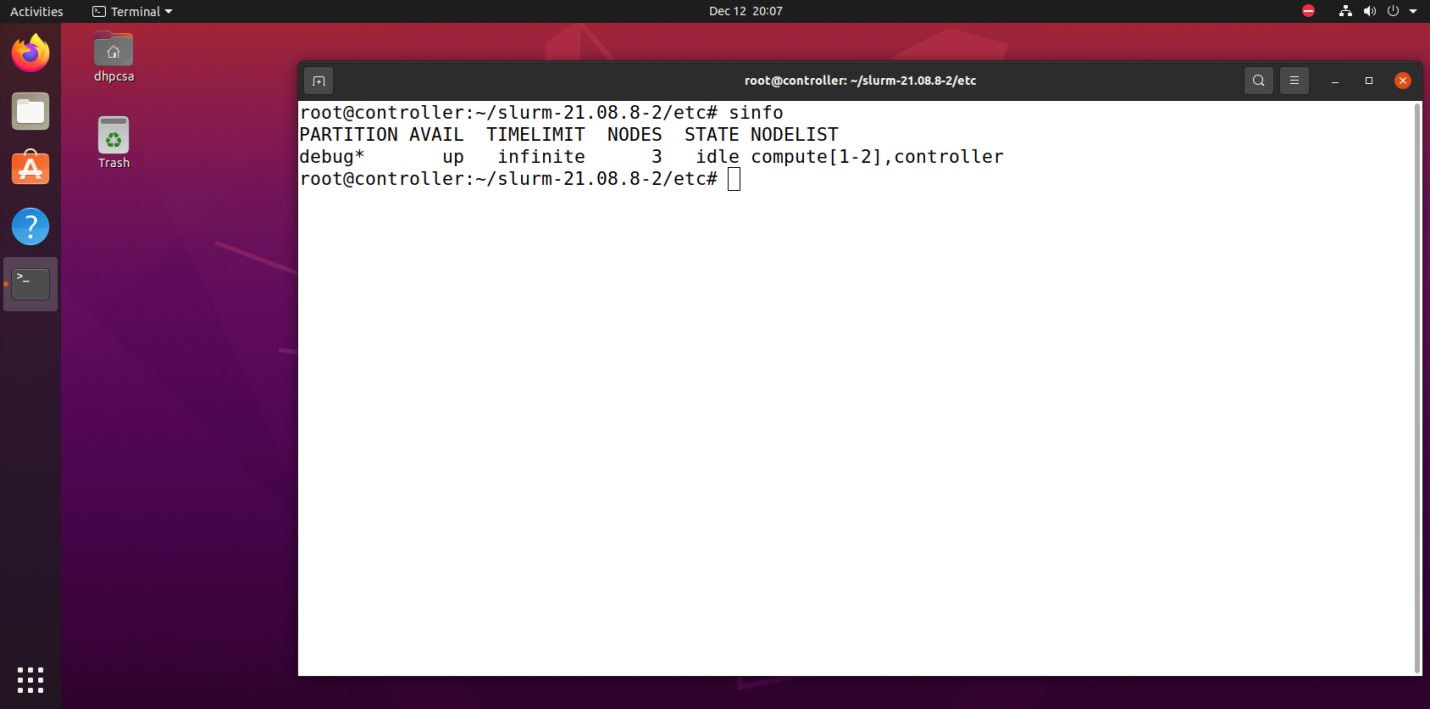 Activities
Terminal
Dec 12 20:07
dhpcsa
Trash
root@controller: ~/slurm-21.08.8-2/etc
root@controller:~/slurm-21.08.8-2/etc# sinfo
PARTITION AVAIL  TIMELIMIT  NODES  STATE NODELIST
debug*       up   infinite      3   idle compute[1-2],controller
root@controller:~/slurm-21.08.8-2/etc#